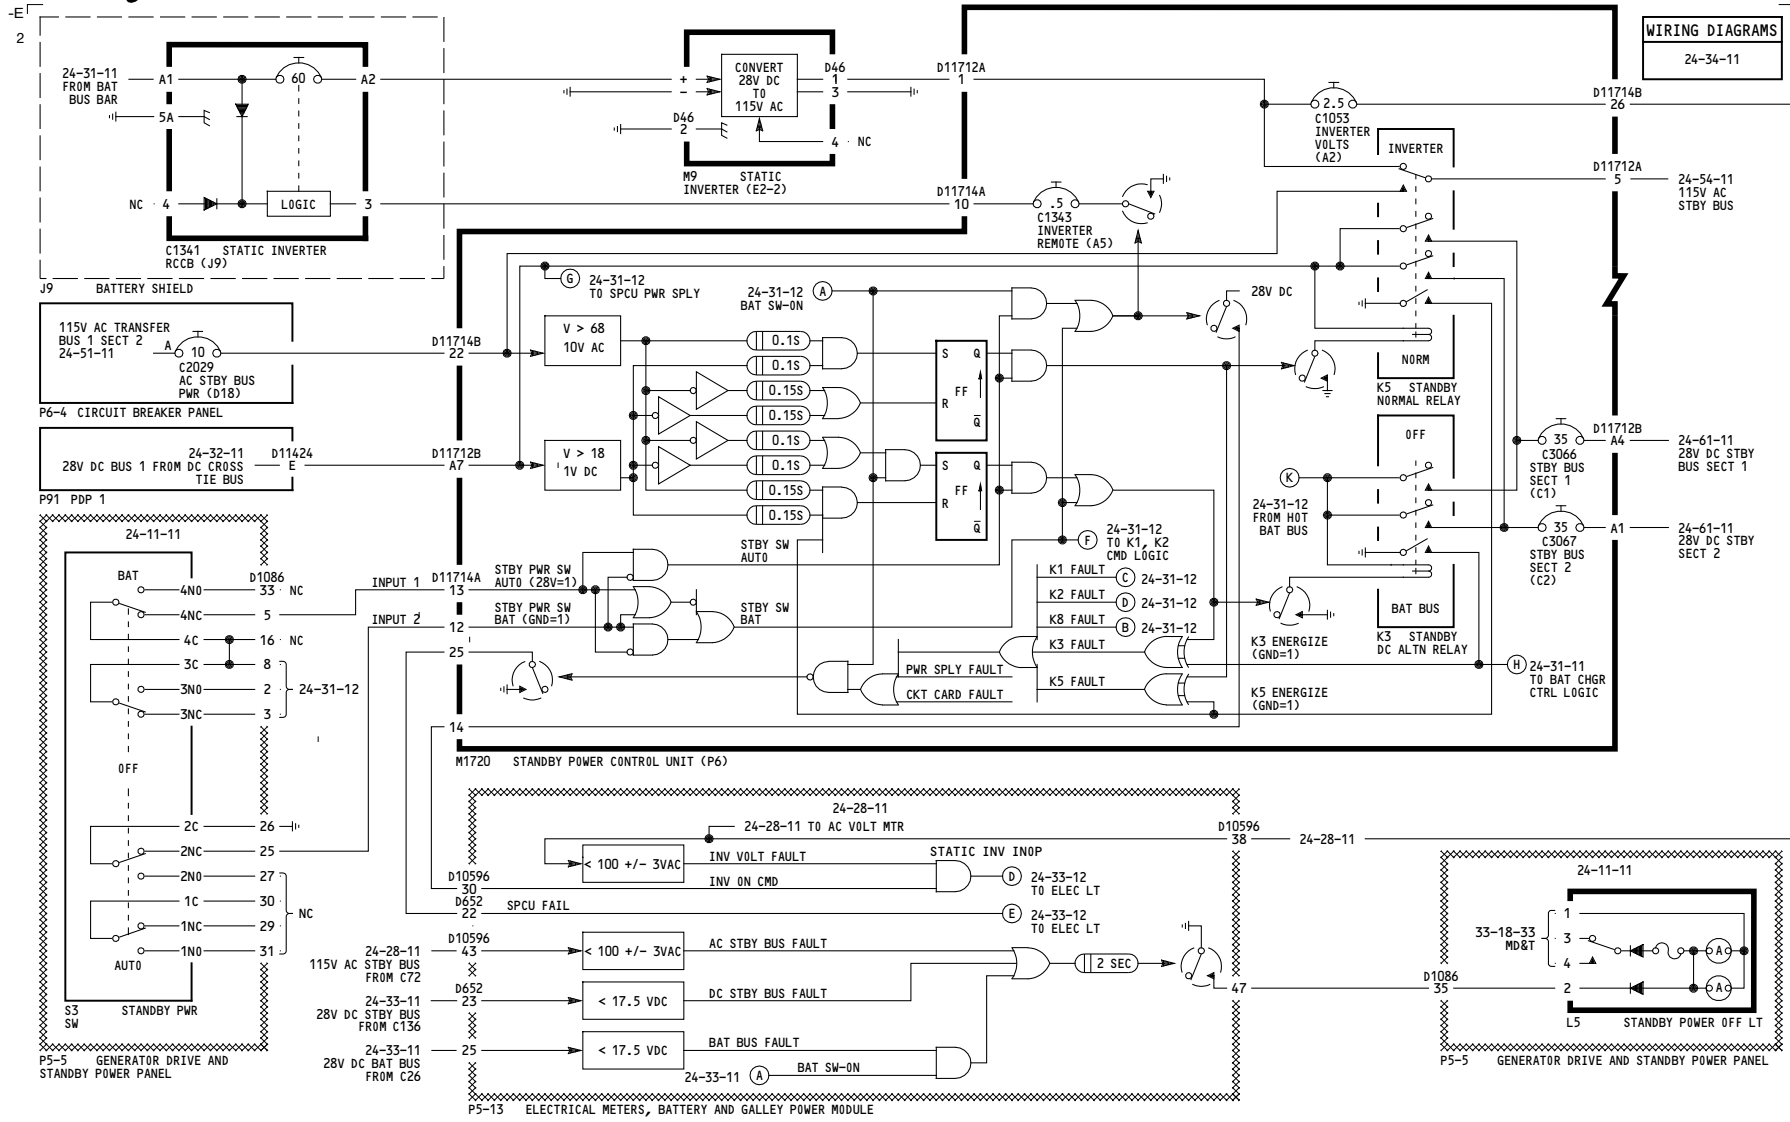 -E
2
WIRING DIAGRAMS
24-34-11
24-31-11
FROM BAT
BUS BAR
A1
60
A2
5A
NC 4
LOGIC
3
C1341 STATIC INVERTER
RCCB (J9)
J9 BATTERY SHIELD
+
-
CONVERT
28V DC
TO
115V AC
D46
1
3
D46
2
4 NC
M9 STATIC
INVERTER (E2-2)
D11712A
1
D11714A
10
.5
C1343
INVERTER
REMOTE (A5)
2.5
C1053
INVERTER
VOLTS
(A2)
D11714B
26
INVERTER
D11712A
5
24-54-11
115V AC
STBY BUS
NORM
K5 STANDBY
NORMAL RELAY
115V AC TRANSFER
BUS 1 SECT 2
24-51-11
A
10
C2029
AC STBY BUS
PWR (D18)
P6-4 CIRCUIT BREAKER PANEL
D11714B
22
G
24-31-12
TO SPCU PWR SPLY
24-31-12
BAT SW-ON
A
28V DC
V > 68
10V AC
0.1S
0.1S
0.15S
0.15S
0.1S
0.1S
0.15S
0.15S
S Q
FF
R
Q
S Q
FF
R
Q
24-32-11
28V DC BUS 1 FROM DC CROSS
TIE BUS
D11424
E
P91 PDP 1
D11712B
A7
V > 18
1V DC
OFF
K
24-31-12
FROM HOT
BAT BUS
BAT BUS
K3 STANDBY
DC ALTN RELAY
35
C3066
STBY BUS
SECT 1
(C1)
D11712B
A4
24-61-11
28V DC STBY
BUS SECT 1
35
C3067
STBY BUS
SECT 2
(C2)
A1
24-61-11
28V DC STBY
SECT 2
24-11-11
BAT
4NO
D1086
33 NC
4NC
5
4C
16 NC
3C
8
3NO
2
3NC
3
24-31-12
OFF
2C
26
2NC
25
2NO
27
1C
30
1NC
29
1NO
31
NC
AUTO
S3 STANDBY PWR
SW
P5-5 GENERATOR DRIVE AND
STANDBY POWER PANEL
INPUT 1
D11714A
13
INPUT 2
12
25
14
STBY PWR SW
AUTO (28V=1)
STBY PWR SW
BAT (GND=1)
STBY SW
AUTO
STBY SW
BAT
F
24-31-12
TO K1, K2
CMD LOGIC
K1 FAULT
C
24-31-12
K2 FAULT
D
24-31-12
K8 FAULT
B
24-31-12
K3 FAULT
PWR SPLY FAULT
CKT CARD FAULT
K5 FAULT
K3 ENERGIZE
(GND=1)
K5 ENERGIZE
(GND=1)
H
24-31-11
TO BAT CHGR
CTRL LOGIC
M1720 STANDBY POWER CONTROL UNIT (P6)
24-28-11
24-28-11 TO AC VOLT MTR
D10596
38
24-28-11
< 100 +/- 3VAC
INV VOLT FAULT
STATIC INV INOP
D
24-33-12
TO ELEC LT
D10596
30
INV ON CMD
D652
22
SPCU FAIL
E
24-33-12
TO ELEC LT
24-28-11
115V AC STBY BUS
FROM C72
D10596
43
< 100 +/- 3VAC
AC STBY BUS FAULT
2 SEC
24-33-11
28V DC STBY BUS
FROM C136
D652
23
< 17.5 VDC
DC STBY BUS FAULT
47
24-33-11
28V DC BAT BUS
FROM C26
25
< 17.5 VDC
BAT BUS FAULT
24-33-11
A
BAT SW-ON
P5-13 ELECTRICAL METERS, BATTERY AND GALLEY POWER MODULE
24-11-11
33-18-33
MD&T
1
3
4
D1086
35
2
A
A
L5 STANDBY POWER OFF LT
P5-5 GENERATOR DRIVE AND STANDBY POWER PANEL